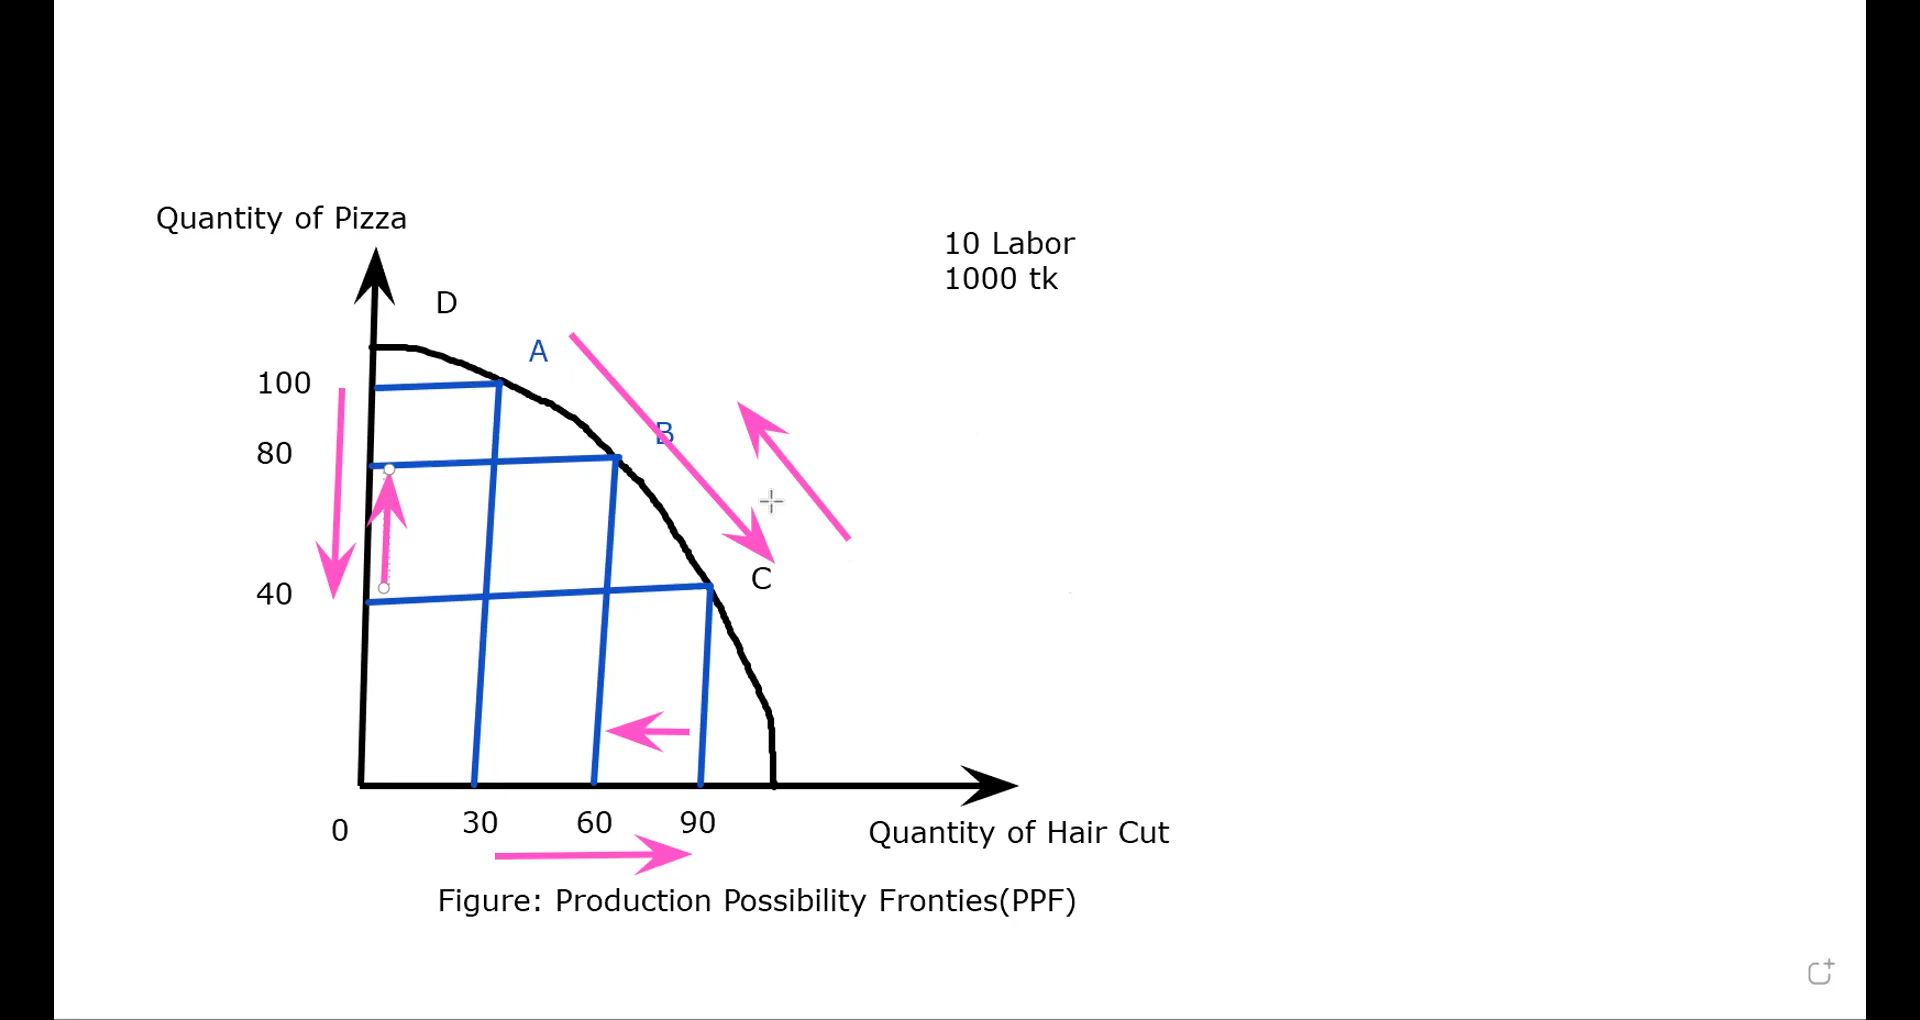 Quantity of Pizza
10 Labor
1000 tk
D
A
100
B
80
C
40
0
30 60 90
Quantity of Hair Cut
Figure: Production Possibility Fronties(PPF)